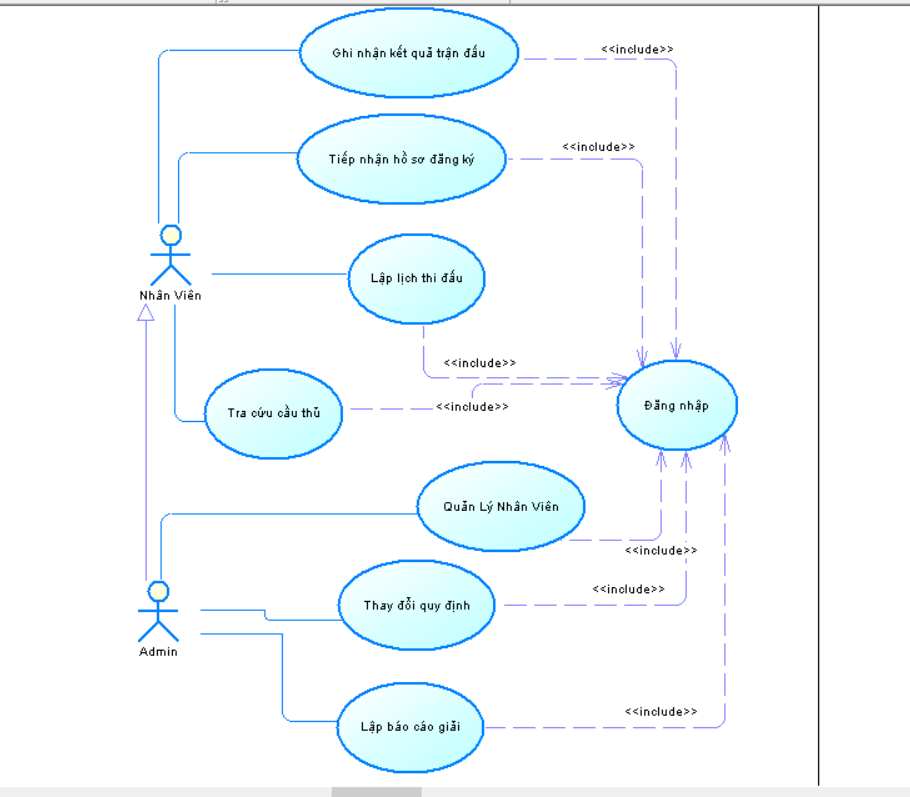 Ghi nhận kết quả trận đấu
<<include>>
Tiếp nhận hồ sơ đăng ký
<<include>>
Lập lịch thi đấu
Nhân Viên
<<include>>
Tra cứu cầu thủ
<<include>>
Đăng nhập
Quản Lý Nhân Viên
<<include>>
Thay đổi quy định
<<include>>
Admin
Lập báo cáo giải
<<include>>